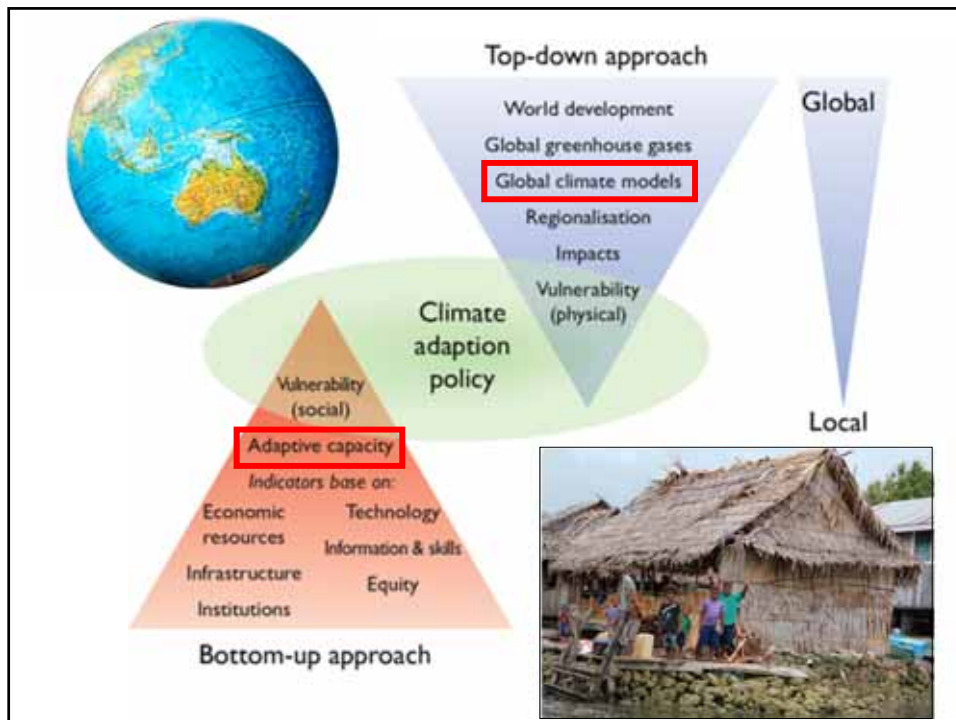 Top-down approach
World development
Global greenhouse gases
Global climate models
Regionalisation
Impacts
Vulnerability
(physical)
Global
Local
Climate
adaption
policy
Vulnerability
(social)
Adaptive capacity
Indicators base on:
Economic
resources
Infrastructure
Institutions
Technology
Information & skills
Equity
Bottom-up approach